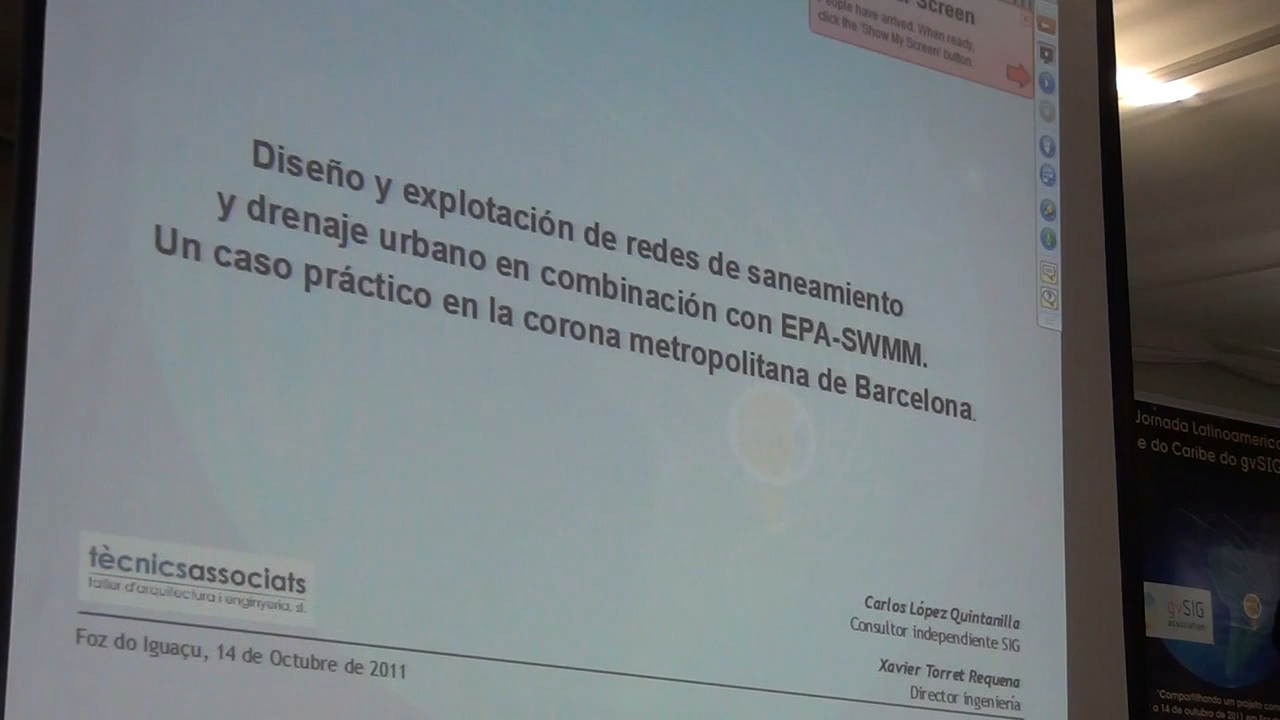 Screen
People have arrived. When ready,
click the 'Show My Screen' button.
Diseño y explotación de redes de saneamiento
y drenaje urbano en combinación con EPA-SWMM.
Un caso práctico en la corona metropolitana de Barcelona.
tècnicsassociats
taller d'arquitectura i enginyeria, sl.
Foz do Iguaçu, 14 de Octubre de 2011
Carlos López Quintanilla
Consultor independiente SIG
Xavier Torret Requena
Director ingeniería
Jornada Latinoameric
e do Caribe do gvSIG
gvSIG
association
"Compartilhando um projeto
a 14 de outubro de 2011